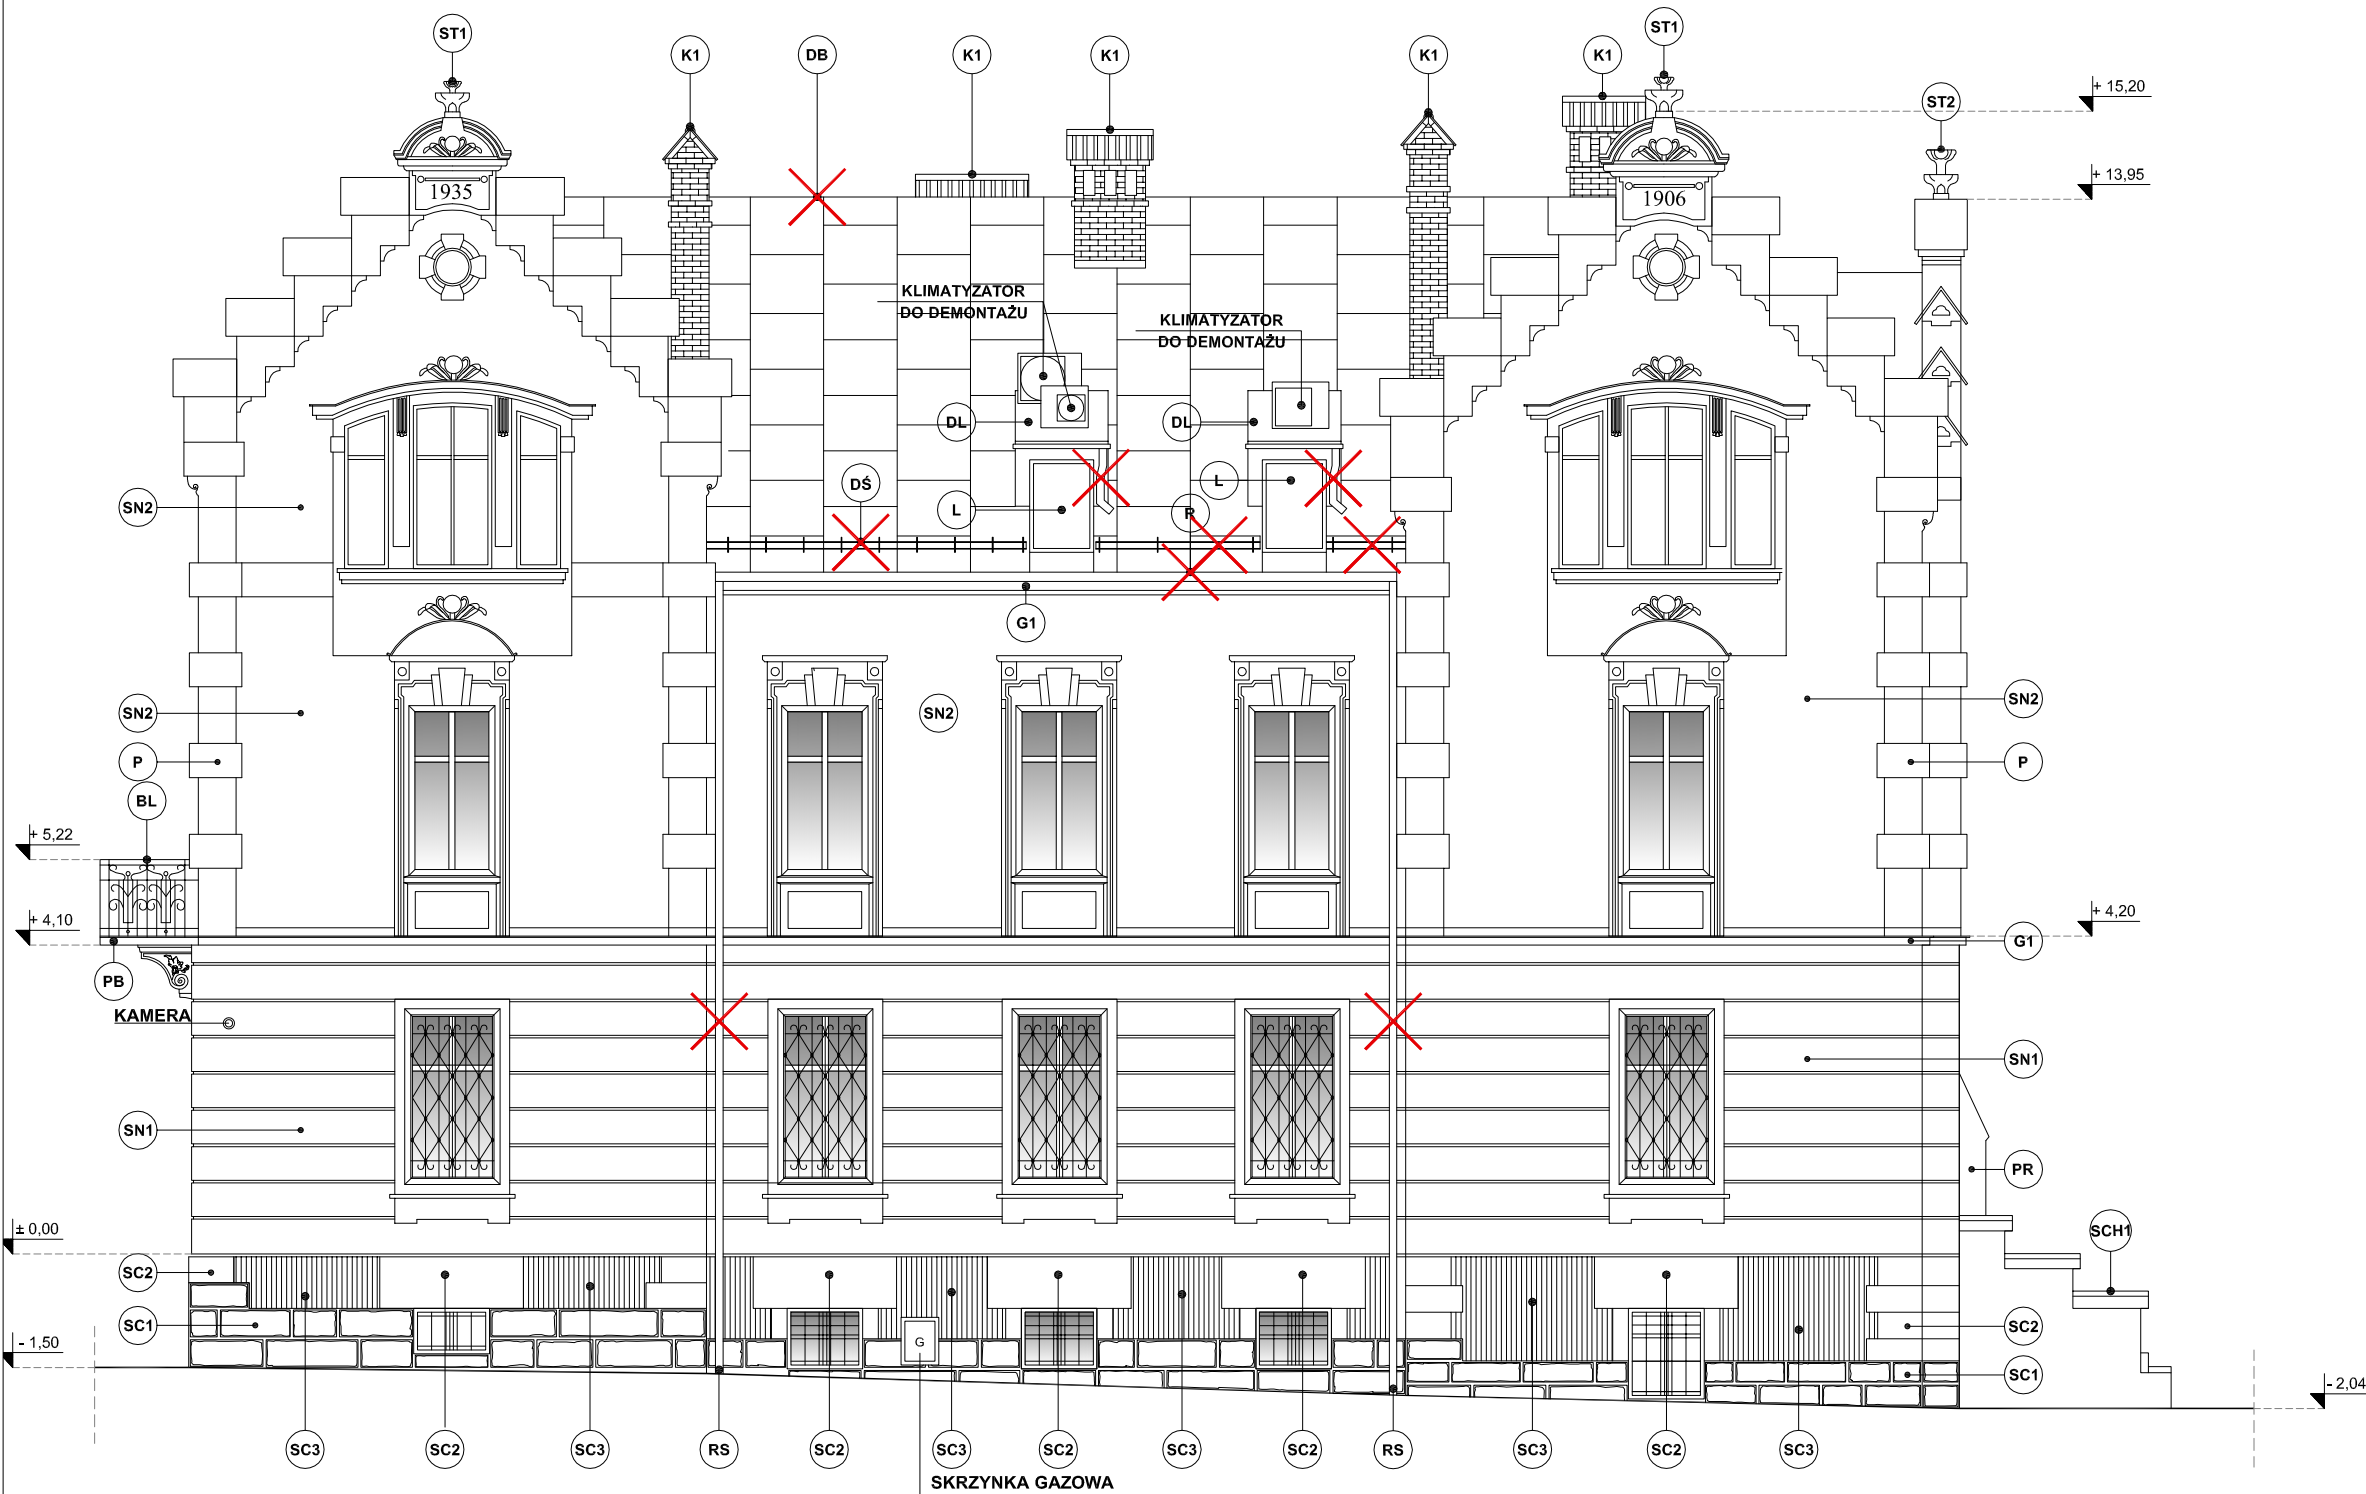 ST1
ST1
K1
DB
K1
K1
K1
K1
+ 15,20
ST2
+ 13,95
1935
1906
KLIMATYZATOR
DO DEMONTAŻU
KLIMATYZATOR
DO DEMONTAŻU
DL
DL
DŚ
L
L
R
SN2
G1
SN2
SN2
SN2
P
P
BL
+ 5,22
+ 4,10
+ 4,20
G1
PB
KAMERA
SN1
SN1
PR
± 0,00
SCH1
SC2
SC1
SC2
- 1,50
G
SC1
- 2,04
SC3
SC2
SC3
RS
SC2
SC3
SC2
SC3
SC2
RS
SC3
SC2
SC3
SKRZYNKA GAZOWA